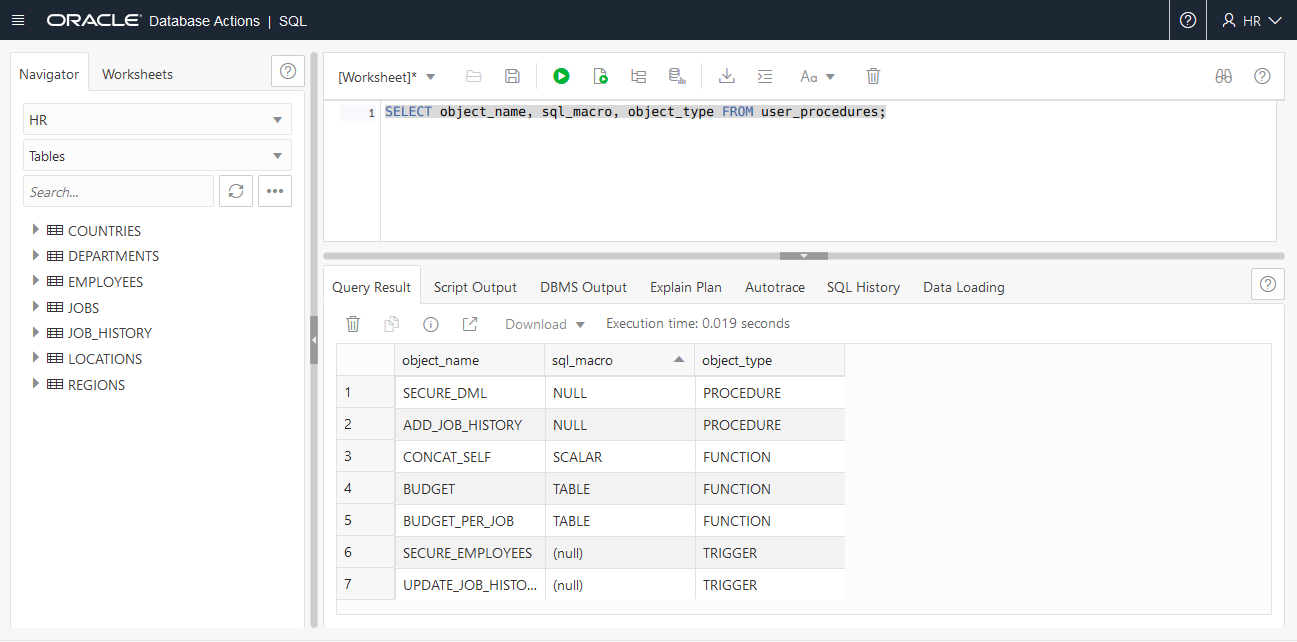 ORACLE® Database Actions | SQL
HR
Navigator
Worksheets
HR
Tables
Search...
COUNTRIES
DEPARTMENTS
EMPLOYEES
JOBS
JOB_HISTORY
LOCATIONS
REGIONS
[Worksheet]*
Aa
1 SELECT object_name, sql_macro, object_type FROM user_procedures;
Query Result Script Output DBMS Output Explain Plan Autotrace SQL History Data Loading
Download Execution time: 0.019 seconds
object_name sql_macro object_type
1 SECURE_DML NULL PROCEDURE
2 ADD_JOB_HISTORY NULL PROCEDURE
3 CONCAT_SELF SCALAR FUNCTION
4 BUDGET TABLE FUNCTION
5 BUDGET_PER_JOB TABLE FUNCTION
6 SECURE_EMPLOYEES (null) TRIGGER
7 UPDATE_JOB_HISTO... (null) TRIGGER